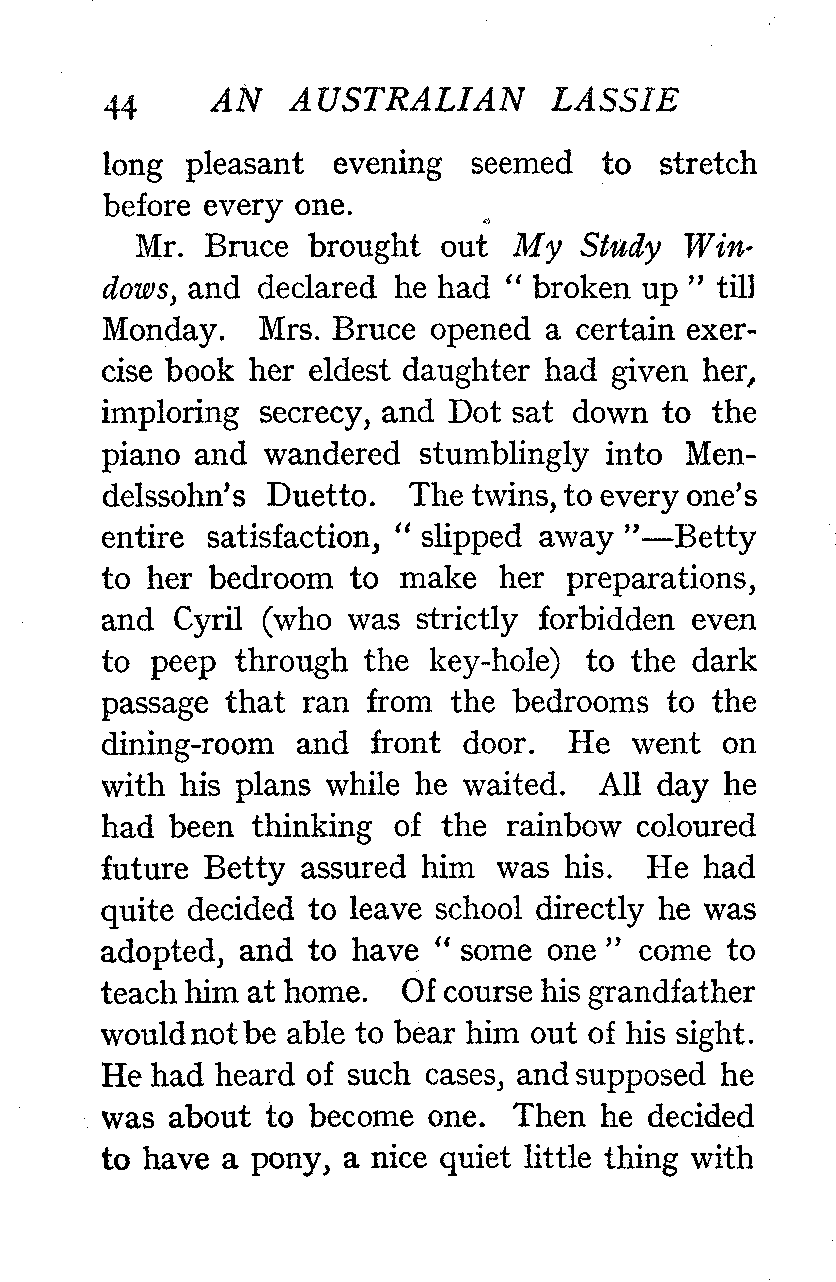 44 AN AUSTRALIAN LASSIE
long pleasant evening seemed to stretch
before every one.
Mr. Bruce brought out My Study Win-
dows, and declared he had " broken up " till
Monday. Mrs. Bruce opened a certain exer-
cise book her eldest daughter had given her,
imploring secrecy, and Dot sat down to the
piano and wandered stumblingly into Men-
delssohn's Duetto. The twins, to every one's
entire satisfaction, " slipped away "—Betty
to her bedroom to make her preparations,
and Cyril (who was strictly forbidden even
to peep through the key-hole) to the dark
passage that ran from the bedrooms to the
dining-room and front door. He went on
with his plans while he waited. All day he
had been thinking of the rainbow coloured
future Betty assured him was his. He had
quite decided to leave school directly he was
adopted, and to have " some one " come to
teach him at home. Of course his grandfather
would not be able to bear him out of his sight.
He had heard of such cases, and supposed he
was about to become one. Then he decided
to have a pony, a nice quiet little thing with